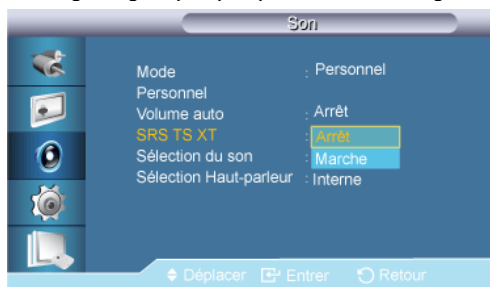 Son
Mode : Personnel
Personnel
Volume auto : Arrêt
SRS TS XT : Arrêt
Marche
Sélection du son :
Sélection Haut-parleur : Interne
Déplacer Entrer Retour